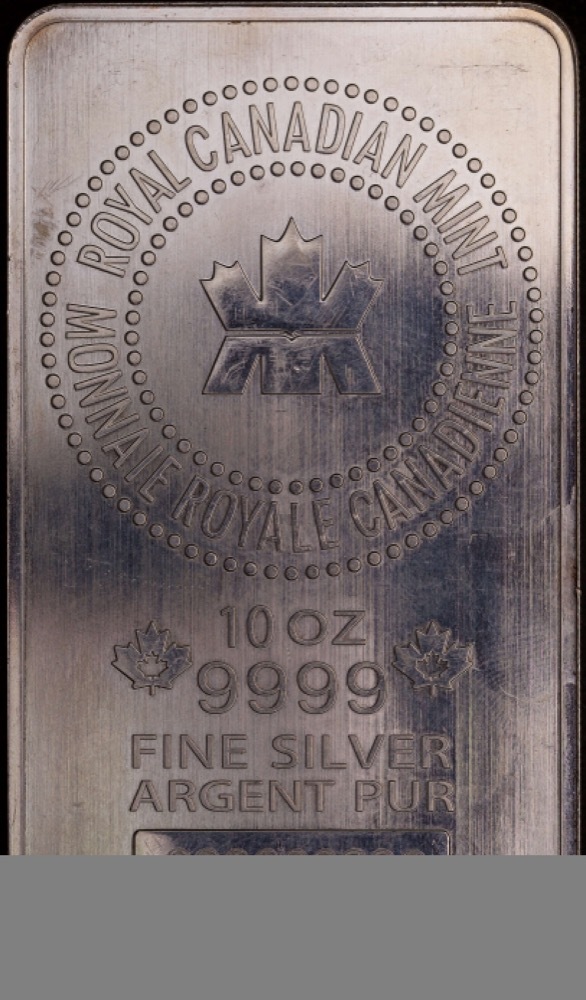 ROYAL CANADIAN MINT
MONNAIE ROYALE CANADIENNE
10 OZ
9999
FINE SILVER
ARGENT PUR